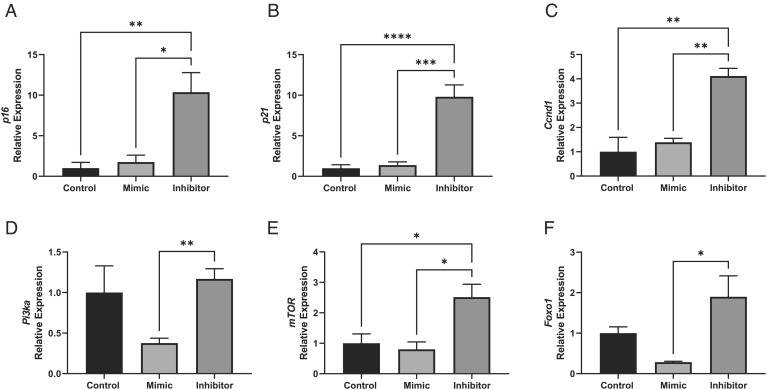 A
**
*
p16
Relative Expression
15
10
5
0
Control Mimic Inhibitor
B
****
***
p21
Relative Expression
15
10
5
0
Control Mimic Inhibitor
C
**
**
Ccnd1
Relative Expression
5
4
3
2
1
0
Control Mimic Inhibitor
D
**
Pi3ka
Relative Expression
1.5
1.0
0.5
0.0
Control Mimic Inhibitor
E
*
*
mTOR
Relative Expression
4
3
2
1
0
Control Mimic Inhibitor
F
*
Foxo1
Relative Expression
3
2
1
0
Control Mimic Inhibitor